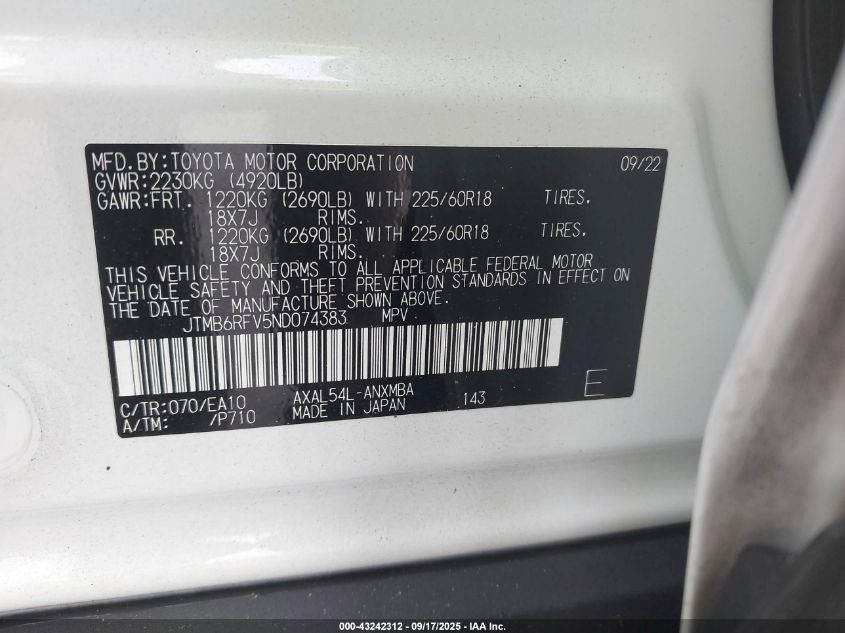 MFD.BY:TOYOTA MOTOR CORPORATION 09/22
GVWR:2230KG (4920LB)
GAWR:FRT. 1220KG (2690LB) WITH 225/60R18 TIRES.
18X7J RIMS.
RR. 1220KG (2690LB) WITH 225/60R18 TIRES.
18X7J RIMS.
THIS VEHICLE CONFORMS TO ALL APPLICABLE FEDERAL MOTOR
VEHICLE SAFETY AND THEFT PREVENTION STANDARDS IN EFFECT ON
THE DATE OF MANUFACTURE SHOWN ABOVE.
JTMB6RFV5ND074383 MPV
C/TR:070/EA10 AXAL54L-ANXMBA 143 E
A/TM: /P710 MADE IN JAPAN
000-43242312 - 09/17/2025 - IAA Inc.